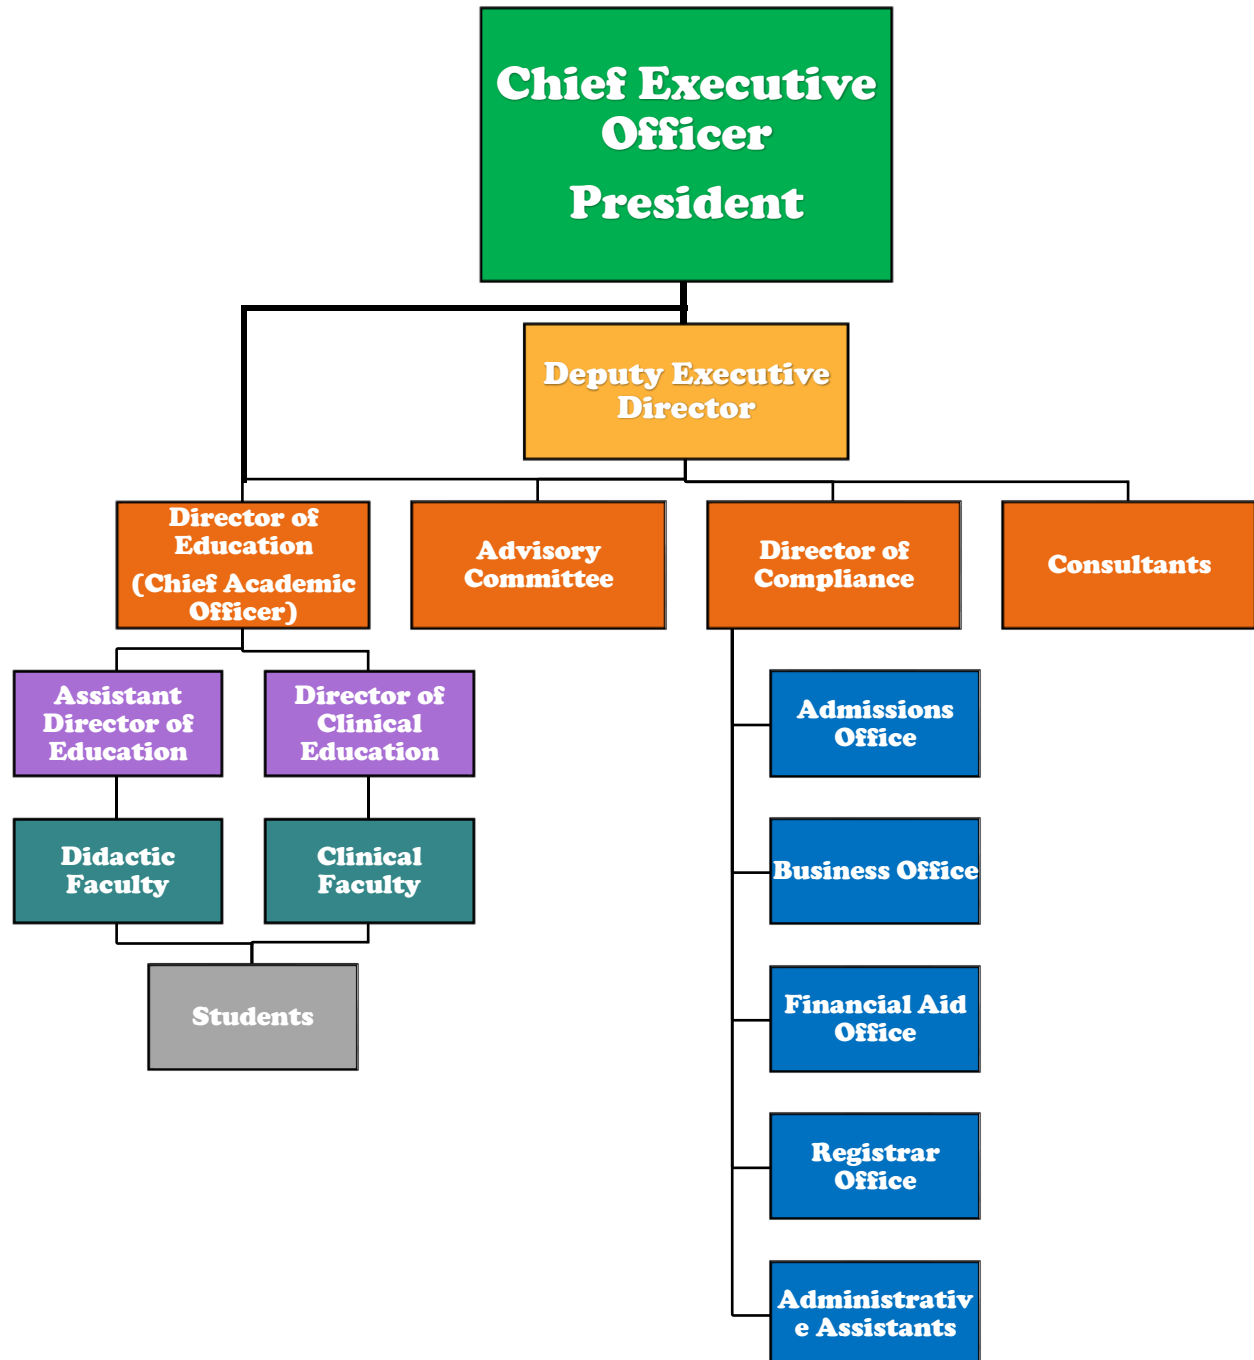 Chief Executive
Officer
President
Deputy Executive
Director
Director of
Education
(Chief Academic
Officer)
Advisory
Committee
Director of
Compliance
Consultants
Assistant
Director of
Education
Director of
Clinical
Education
Admissions
Office
Didactic
Faculty
Clinical
Faculty
Business Office
Students
Financial Aid
Office
Registrar
Office
Administrativ
e Assistants